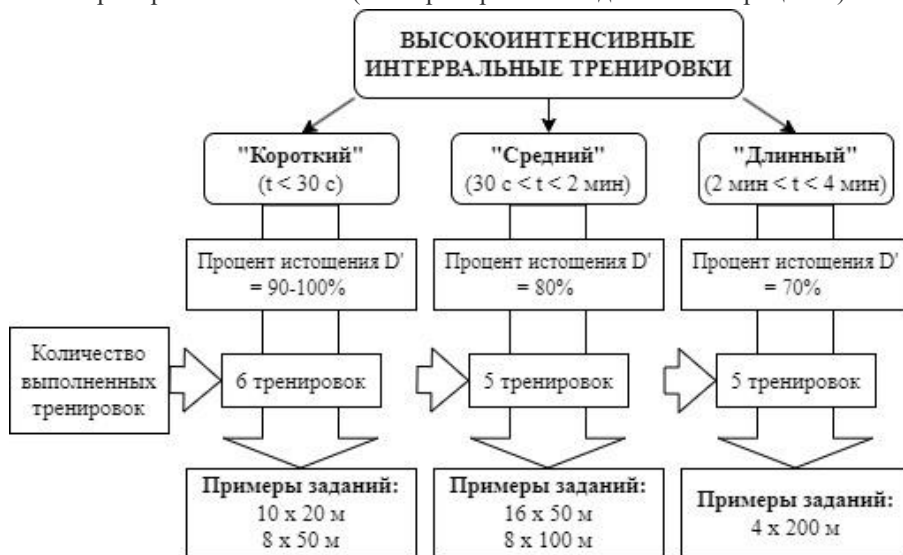 ВЫСОКОИНТЕНСИВНЫЕ
ИНТЕРВАЛЬНЫЕ ТРЕНИРОВКИ
"Короткий"
(t < 30 с)
"Средний"
(30 с < t < 2 мин)
"Длинный"
(2 мин < t < 4 мин)
Процент истощения D'
= 90-100%
Процент истощения D'
= 80%
Процент истощения D'
= 70%
Количество
выполненных
тренировок
6 тренировок
5 тренировок
5 тренировок
Примеры заданий:
10 х 20 м
8 х 50 м
Примеры заданий:
16 х 50 м
8 х 100 м
Примеры заданий:
4 х 200 м